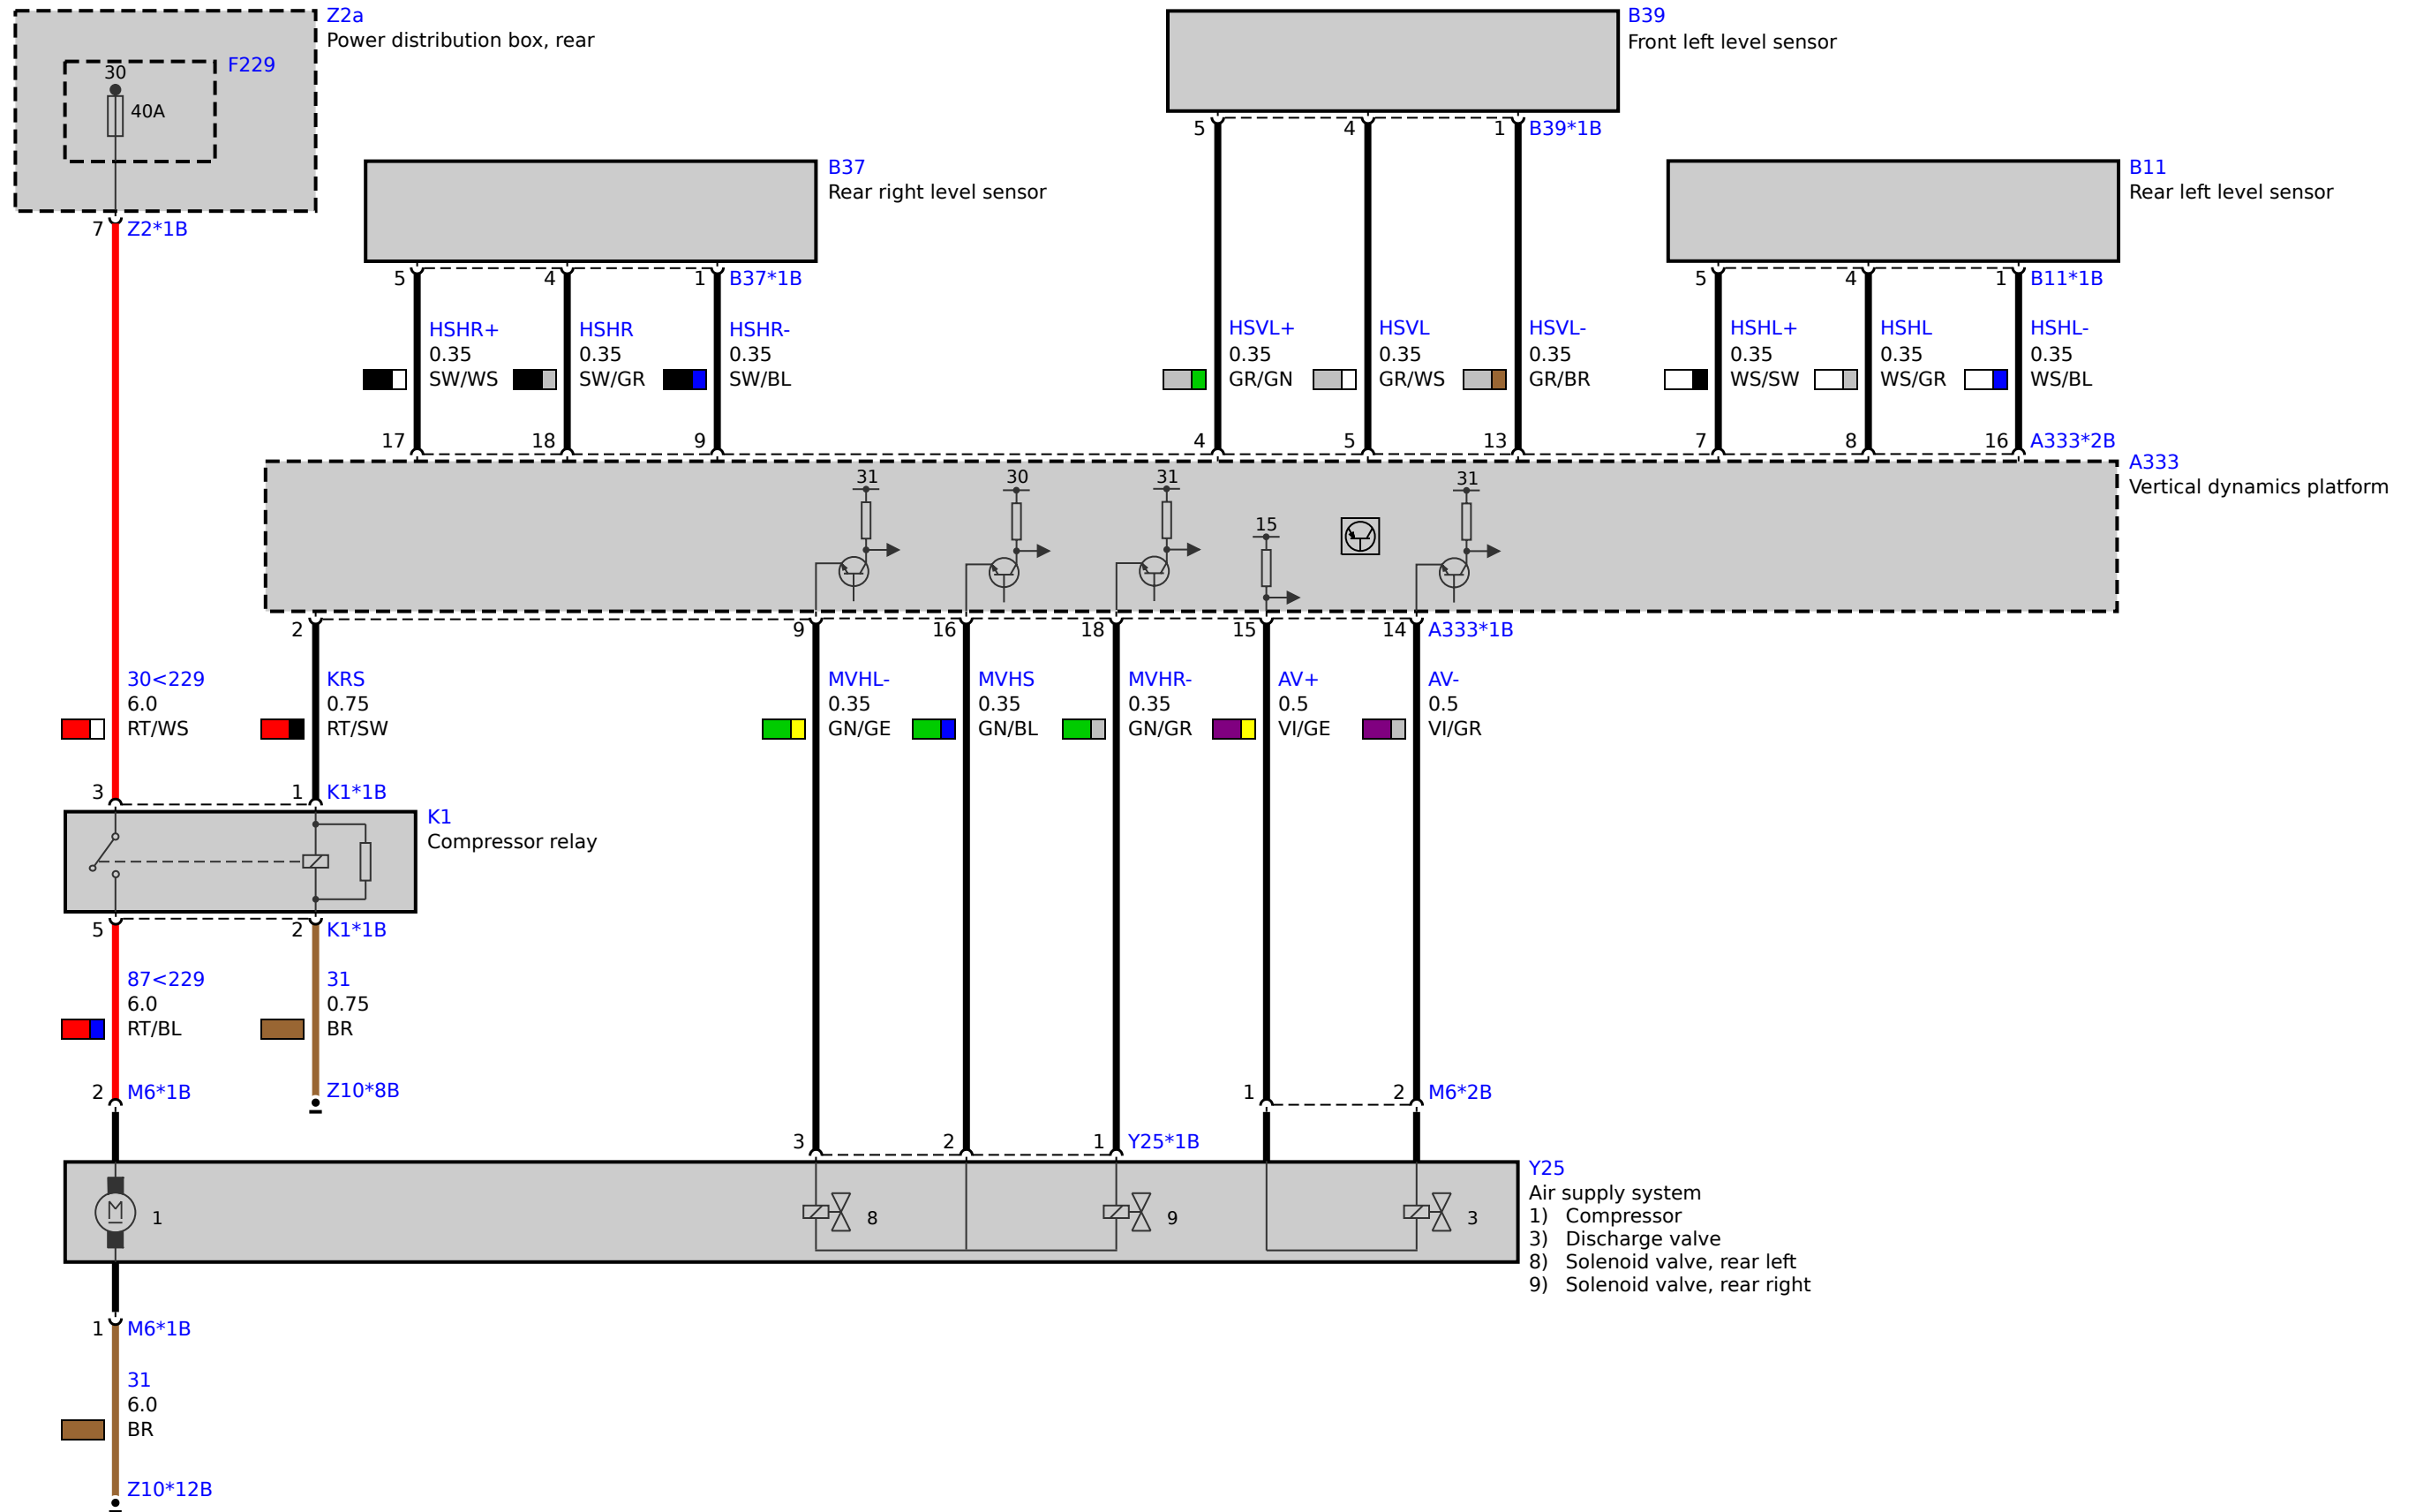 Z2a
Power distribution box, rear
F229
30
40A
7 Z2*1B
B39
Front left level sensor
5 4 1 B39*1B
B37
Rear right level sensor
5 4 1 B37*1B
B11
Rear left level sensor
5 4 1 B11*1B
HSHR+ HSHR HSHR- HSVL+ HSVL HSVL- HSHL+ HSHL HSHL-
0.35 0.35 0.35 0.35 0.35 0.35 0.35 0.35 0.35
SW/WS SW/GR SW/BL GR/GN GR/WS GR/BR WS/SW WS/GR WS/BL
17 18 9 4 5 13 7 8 16 A333*2B
A333
Vertical dynamics platform
31 30 31 15 31
2 9 16 18 15 14 A333*1B
30<229 KRS MVHL- MVHS MVHR- AV+ AV-
6.0 0.75 0.35 0.35 0.35 0.5 0.5
RT/WS RT/SW GN/GE GN/BL GN/GR VI/GE VI/GR
3 1 K1*1B
K1
Compressor relay
5 2 K1*1B
87<229 31
6.0 0.75
RT/BL BR
2 M6*1B Z10*8B 1 2 M6*2B
3 2 1 Y25*1B
M
1 8 9 3
Y25
Air supply system
1) Compressor
3) Discharge valve
8) Solenoid valve, rear left
9) Solenoid valve, rear right
1 M6*1B
31
6.0
BR
Z10*12B